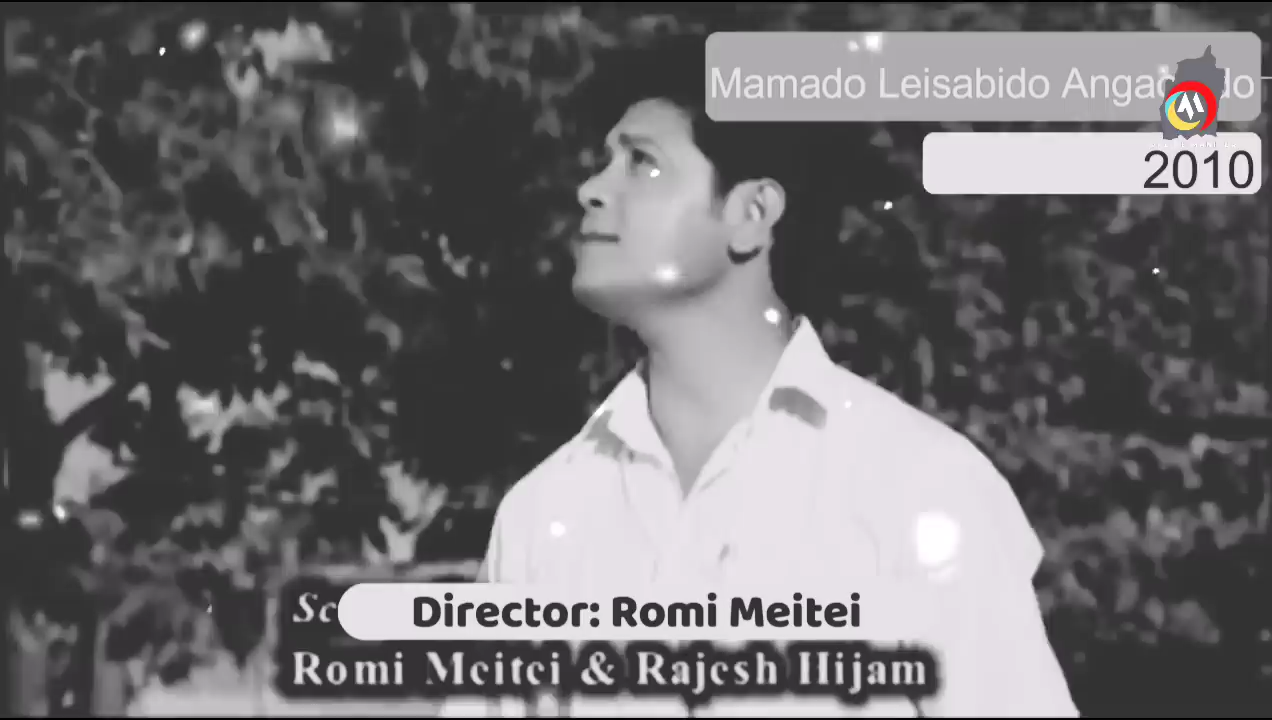 Mamado Leisabido
2010
Director: Romi Meitei
Romi Meitei & Rajesh Hijam